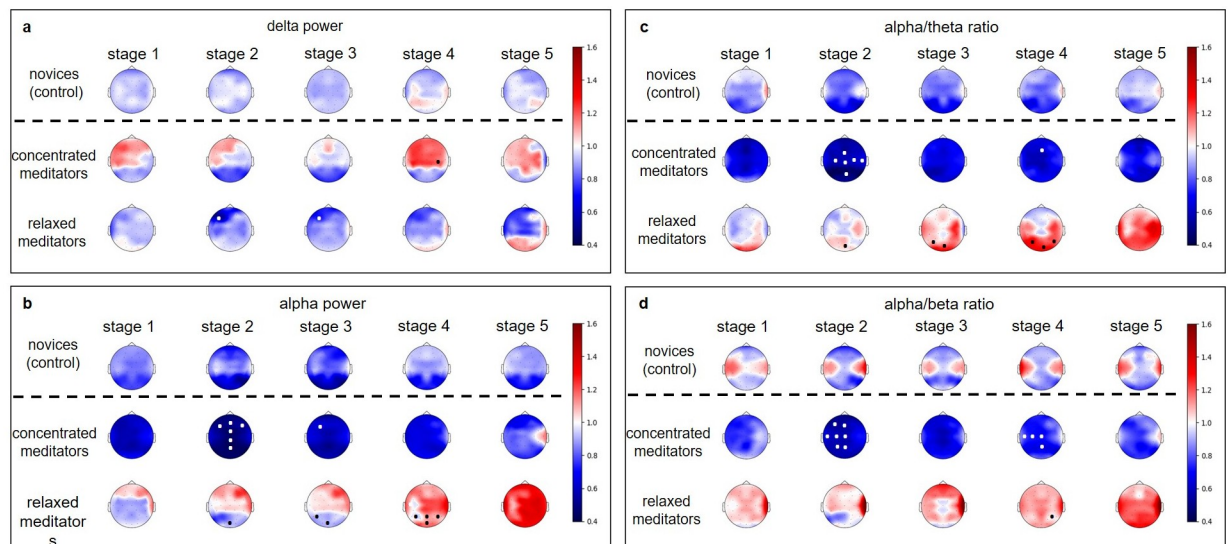 a
delta power
stage 1 stage 2 stage 3 stage 4 stage 5
novices
(control)
concentrated
meditators
relaxed
meditators
1.6
1.4
1.2
1.0
0.8
0.6
0.4
b
alpha power
stage 1 stage 2 stage 3 stage 4 stage 5
novices
(control)
concentrated
meditators
relaxed
meditator
s
1.6
1.4
1.2
1.0
0.8
0.6
0.4
c
alpha/theta ratio
stage 1 stage 2 stage 3 stage 4 stage 5
novices
(control)
concentrated
meditators
relaxed
meditators
1.6
1.4
1.2
1.0
0.8
0.6
0.4
d
alpha/beta ratio
stage 1 stage 2 stage 3 stage 4 stage 5
novices
(control)
concentrated
meditators
relaxed
meditators
1.6
1.4
1.2
1.0
0.8
0.6
0.4